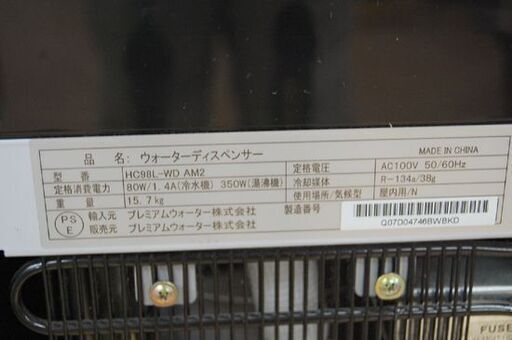 品 名: ウォーターディスペンサー
MADE IN CHINA
型 番 HC98L-WD AM2 定格電圧 AC100V 50/60Hz
定格消費電力 80W/1.4A(冷水機) 350W(湯沸機) 冷却媒体 R-134a/38g
重 量 15.7kg 使用場所/気候型 屋内用/N
PSE
輸入元 プレミアムウォーター株式会社 製造番号
販売元 プレミアムウォーター株式会社
Q07D04746BWBKD
FUSE